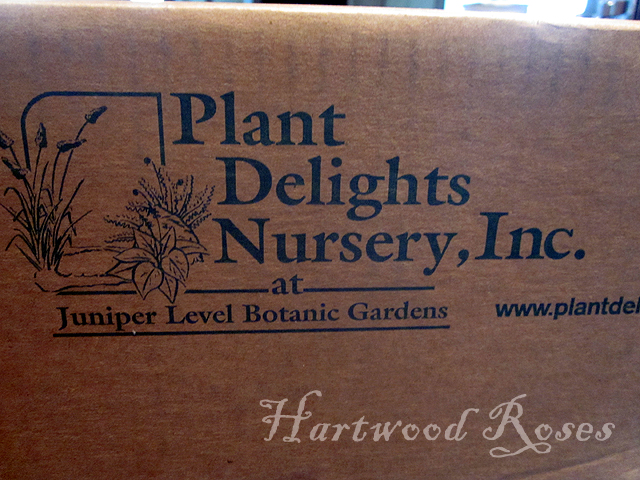 Plant
Delights
Nursery, Inc.
at
Juniper Level Botanic Gardens
www.plantdel
Hartwood Roses